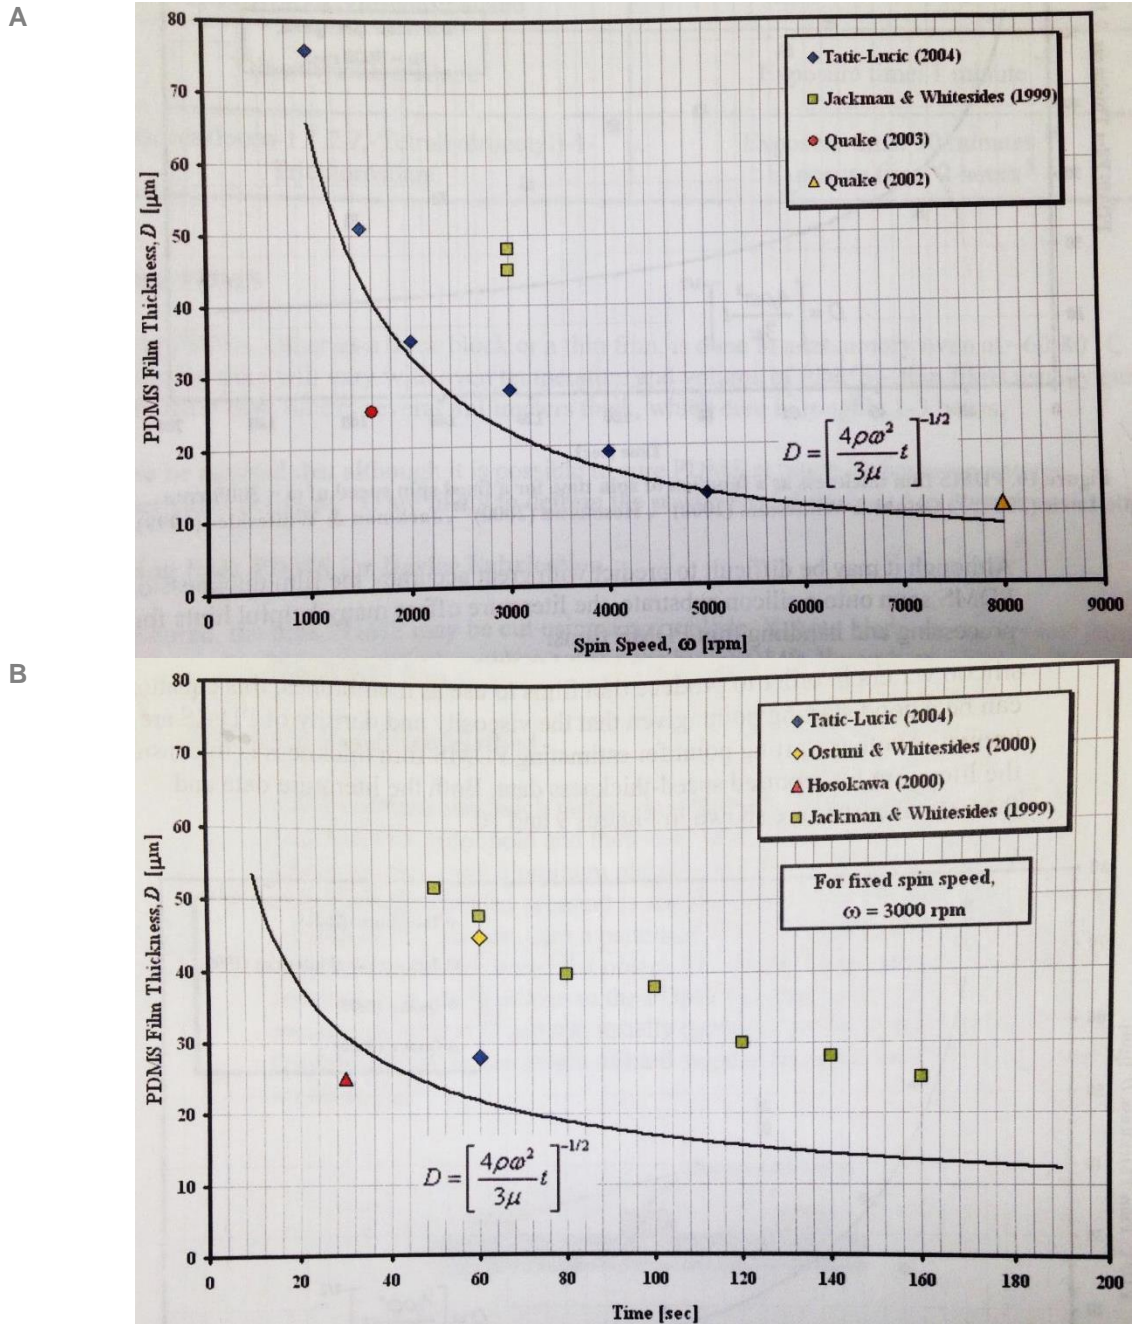 A
80
70
60
50
40
30
20
10
0
PDMS Film Thickness, D [μm]
Tatic-Lucic (2004)
Jackman & Whitesides (1999)
Quake (2003)
Quake (2002)
D = [4ρω²/3μ t]^-1/2
0 1000 2000 3000 4000 5000 6000 7000 8000 9000
Spin Speed, ω [rpm]
B
80
70
60
50
40
30
20
10
0
PDMS Film Thickness, D [μm]
Tatic-Lucic (2004)
Ostuni & Whitesides (2000)
Hosokawa (2000)
Jackman & Whitesides (1999)
For fixed spin speed,
ω = 3000 rpm
D = [4ρω²/3μ t]^-1/2
0 20 40 60 80 100 120 140 160 180 200
Time [sec]